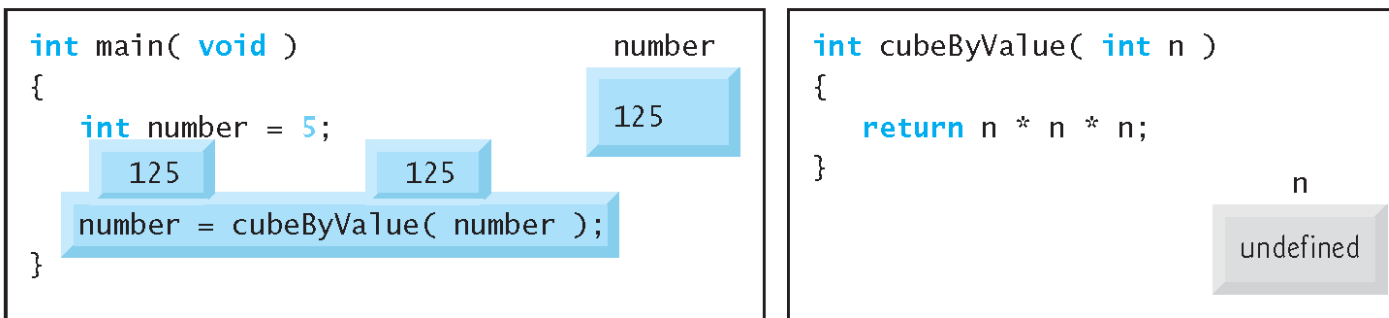 int main( void )
number
{
125
int number = 5;
125 125
number = cubeByValue( number );
}
int cubeByValue( int n )
{
return n * n * n;
}
n
undefined